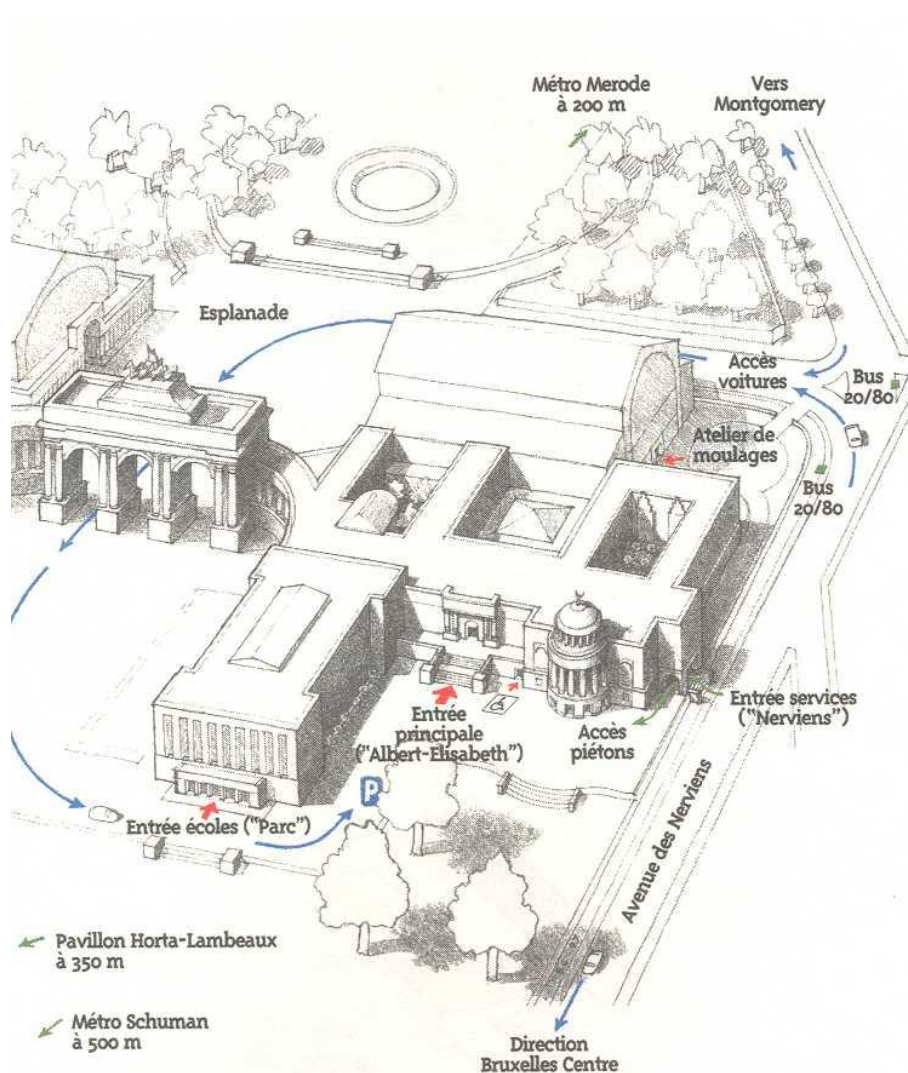 Métro Merode
à 200 m
Vers
Montgomery
Esplanade
Accès
voitures
Bus
20/80
Atelier de
moulages
Bus
20/80
Entrée services
("Nerviens")
Entrée
principale
("Albert-Elisabeth")
Accès
piétons
P
Entrée écoles ("Parc")
Avenue des Nerviens
Pavillon Horta-Lambeaux
à 350 m
Métro Schuman
à 500 m
Direction
Bruxelles Centre